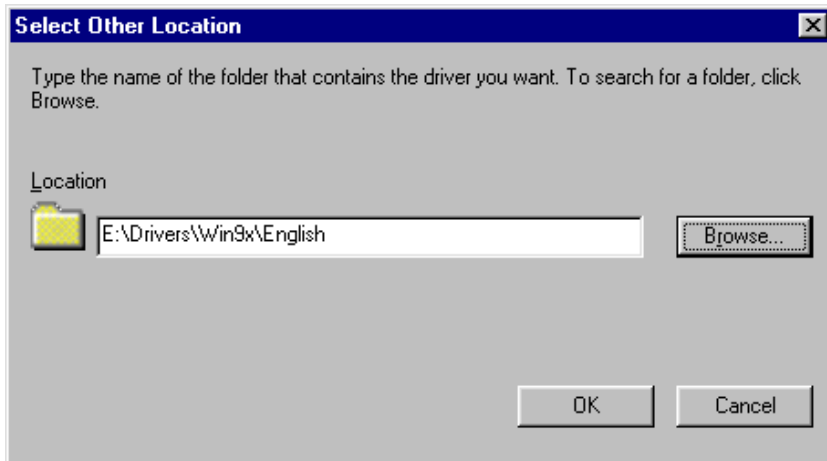 Select Other Location
Type the name of the folder that contains the driver you want. To search for a folder, click
Browse.
Location
E:\Drivers\Win9x\English
Browse...
OK
Cancel